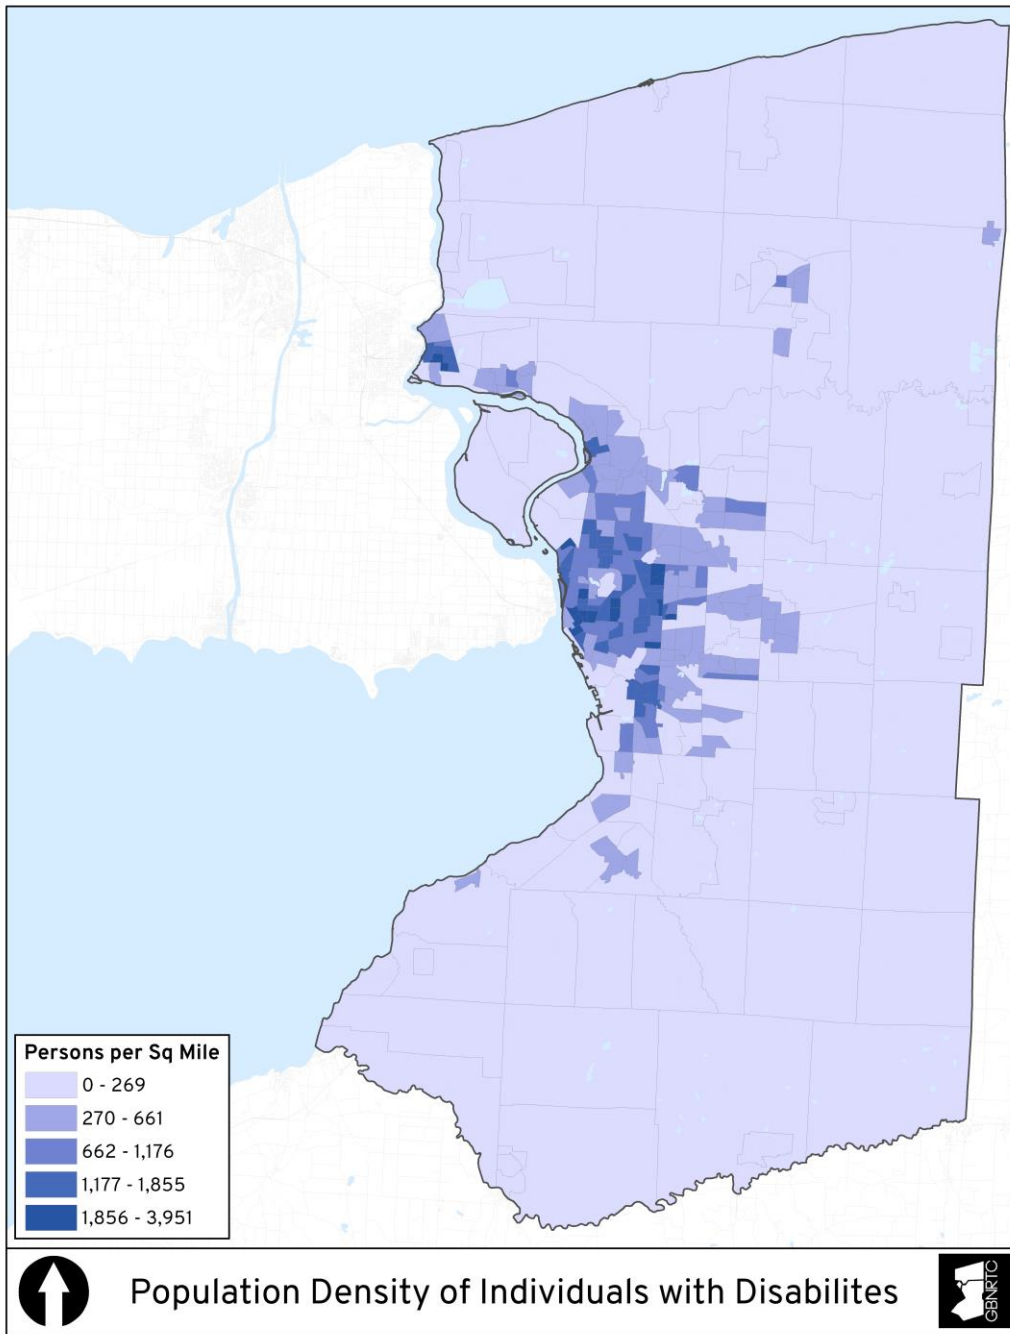 Persons per Sq Mile
0 - 269
270 - 661
662 - 1,176
1,177 - 1,855
1,856 - 3,951
Population Density of Individuals with Disabilites
GBNRTC